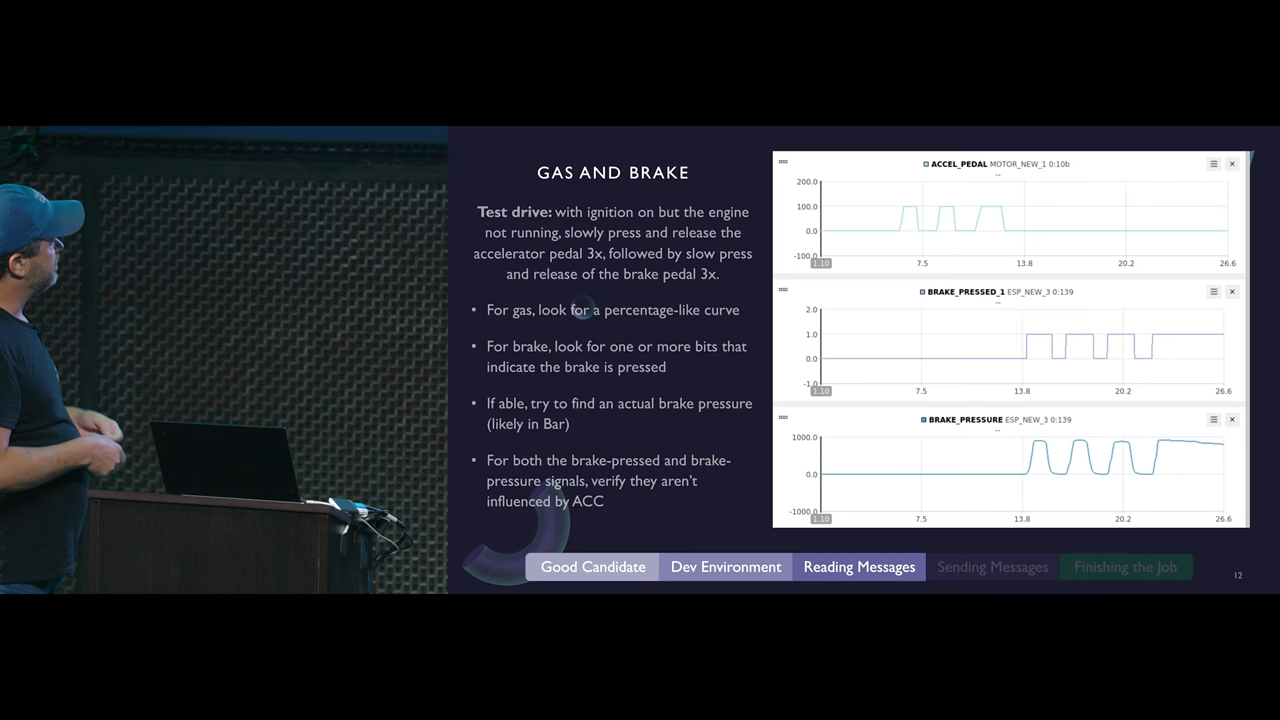 GAS AND BRAKE
Test drive: with ignition on but the engine
not running, slowly press and release the
accelerator pedal 3x, followed by slow press
and release of the brake pedal 3x.
• For gas, look for a percentage-like curve
• For brake, look for one or more bits that
indicate the brake is pressed
• If able, try to find an actual brake pressure
(likely in Bar)
• For both the brake-pressed and brake-
pressure signals, verify they aren't
influenced by ACC
ACCEL_PEDAL MOTOR_NEW_1 0:10b
--
200.0
100.0
0.0
-100.0
1.10 7.5 13.8 20.2 26.6
BRAKE_PRESSED_1 ESP_NEW_3 0:139
--
2.0
1.0
0.0
-1.0
1.10 7.5 13.8 20.2 26.6
BRAKE_PRESSURE ESP_NEW_3 0:139
--
1000.0
0.0
-1000.0
1.10 7.5 13.8 20.2 26.6
Good Candidate Dev Environment Reading Messages Sending Messages Finishing the Job
12